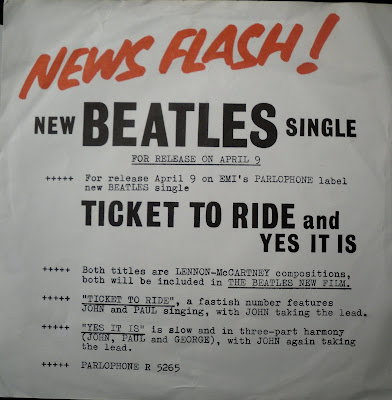 NEWS FLASH!
NEW BEATLES SINGLE
FOR RELEASE ON APRIL 9
+++++ For release April 9 on EMI's PARLOPHONE label
new BEATLES single
TICKET TO RIDE and
YES IT IS
+++++ Both titles are LENNON-McCARTNEY compositions,
both will be included in THE BEATLES NEW FILM.
+++++ "TICKET TO RIDE", a fastish number features
JOHN and PAUL singing, with JOHN taking the lead.
+++++ "YES IT IS" is slow and in three-part harmony
(JOHN, PAUL and GEORGE), with JOHN again taking
the lead.
+++++ PARLOPHONE R 5265